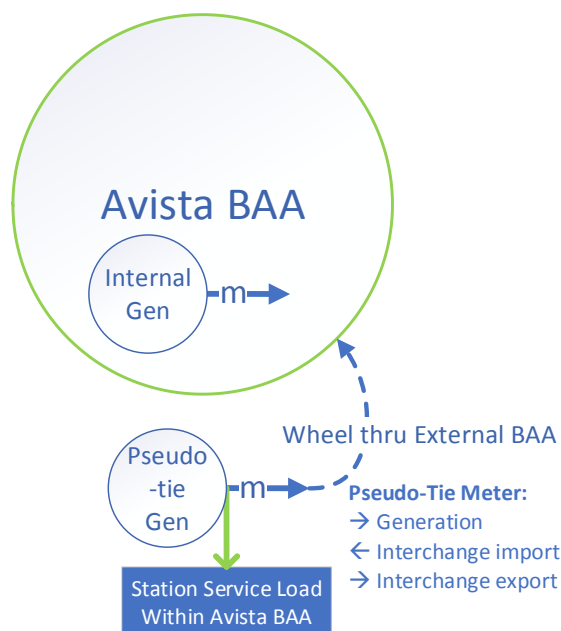 Avista BAA
Internal
Gen
m
Wheel thru External BAA
Pseudo
-tie
Gen
m
Pseudo-Tie Meter:
→ Generation
← Interchange import
→ Interchange export
Station Service Load
Within Avista BAA